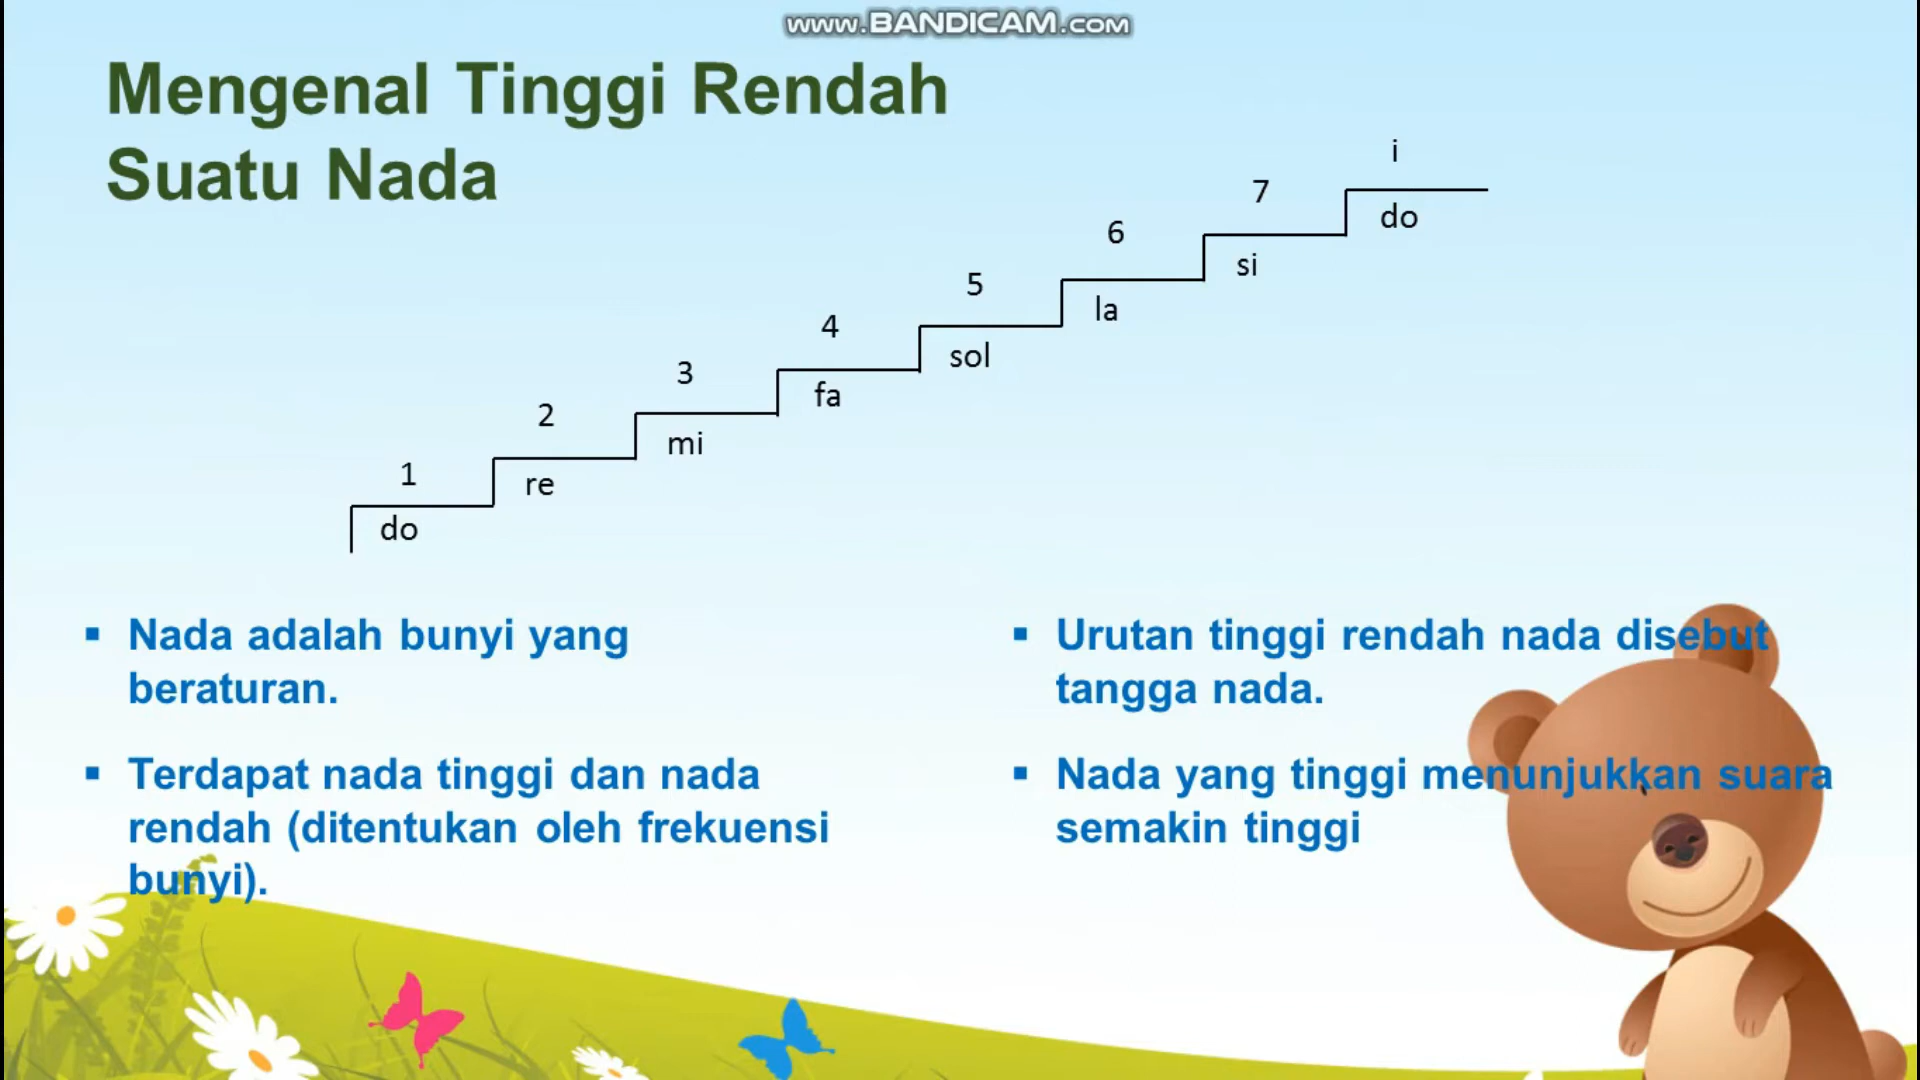 www.BANDICAM.com
Mengenal Tinggi Rendah
Suatu Nada
i
7
do
6
si
5
la
4
sol
3
fa
2
mi
1
re
do
▪ Nada adalah bunyi yang
beraturan.
▪ Terdapat nada tinggi dan nada
rendah (ditentukan oleh frekuensi
bunyi).
▪ Urutan tinggi rendah nada disebut
tangga nada.
▪ Nada yang tinggi menunjukkan suara
semakin tinggi